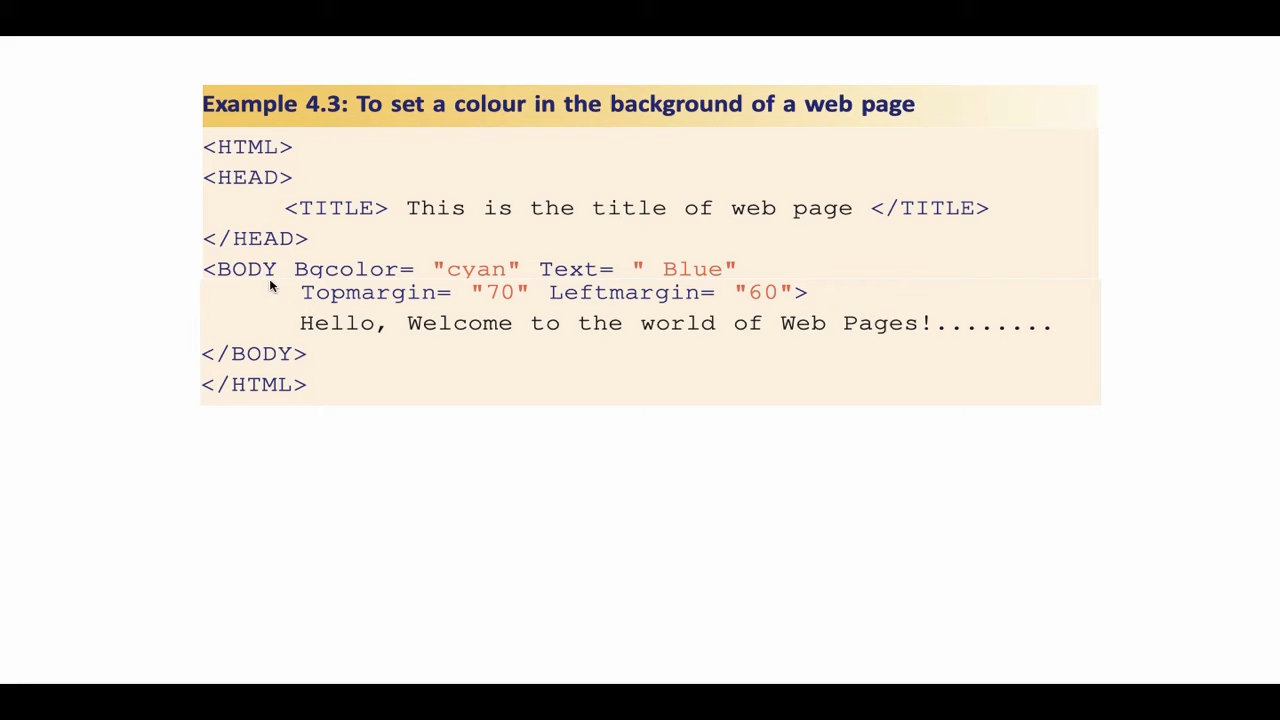 Example 4.3: To set a colour in the background of a web page
<HTML>
<HEAD>
<TITLE> This is the title of web page </TITLE>
</HEAD>
<BODY Bgcolor= "cyan" Text= " Blue"
Topmargin= "70" Leftmargin= "60">
Hello, Welcome to the world of Web Pages!........
</BODY>
</HTML>